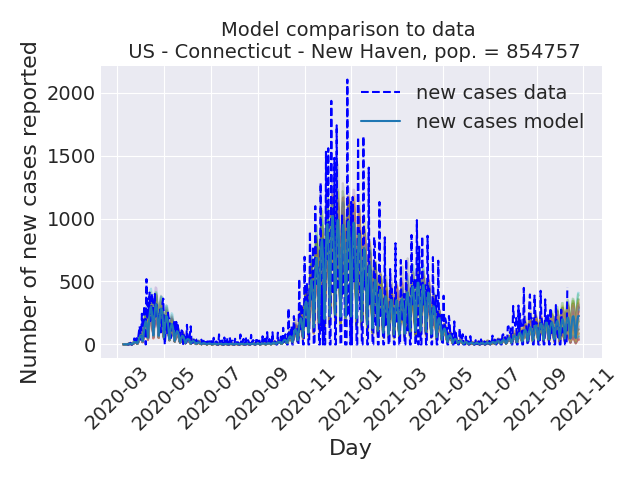 Model comparison to data
US - Connecticut - New Haven, pop. = 854757
Number of new cases reported
2000
1500
1000
500
0
new cases data
new cases model
2020-03
2020-05
2020-07
2020-09
2020-11
2021-01
2021-03
2021-05
2021-07
2021-09
2021-11
Day